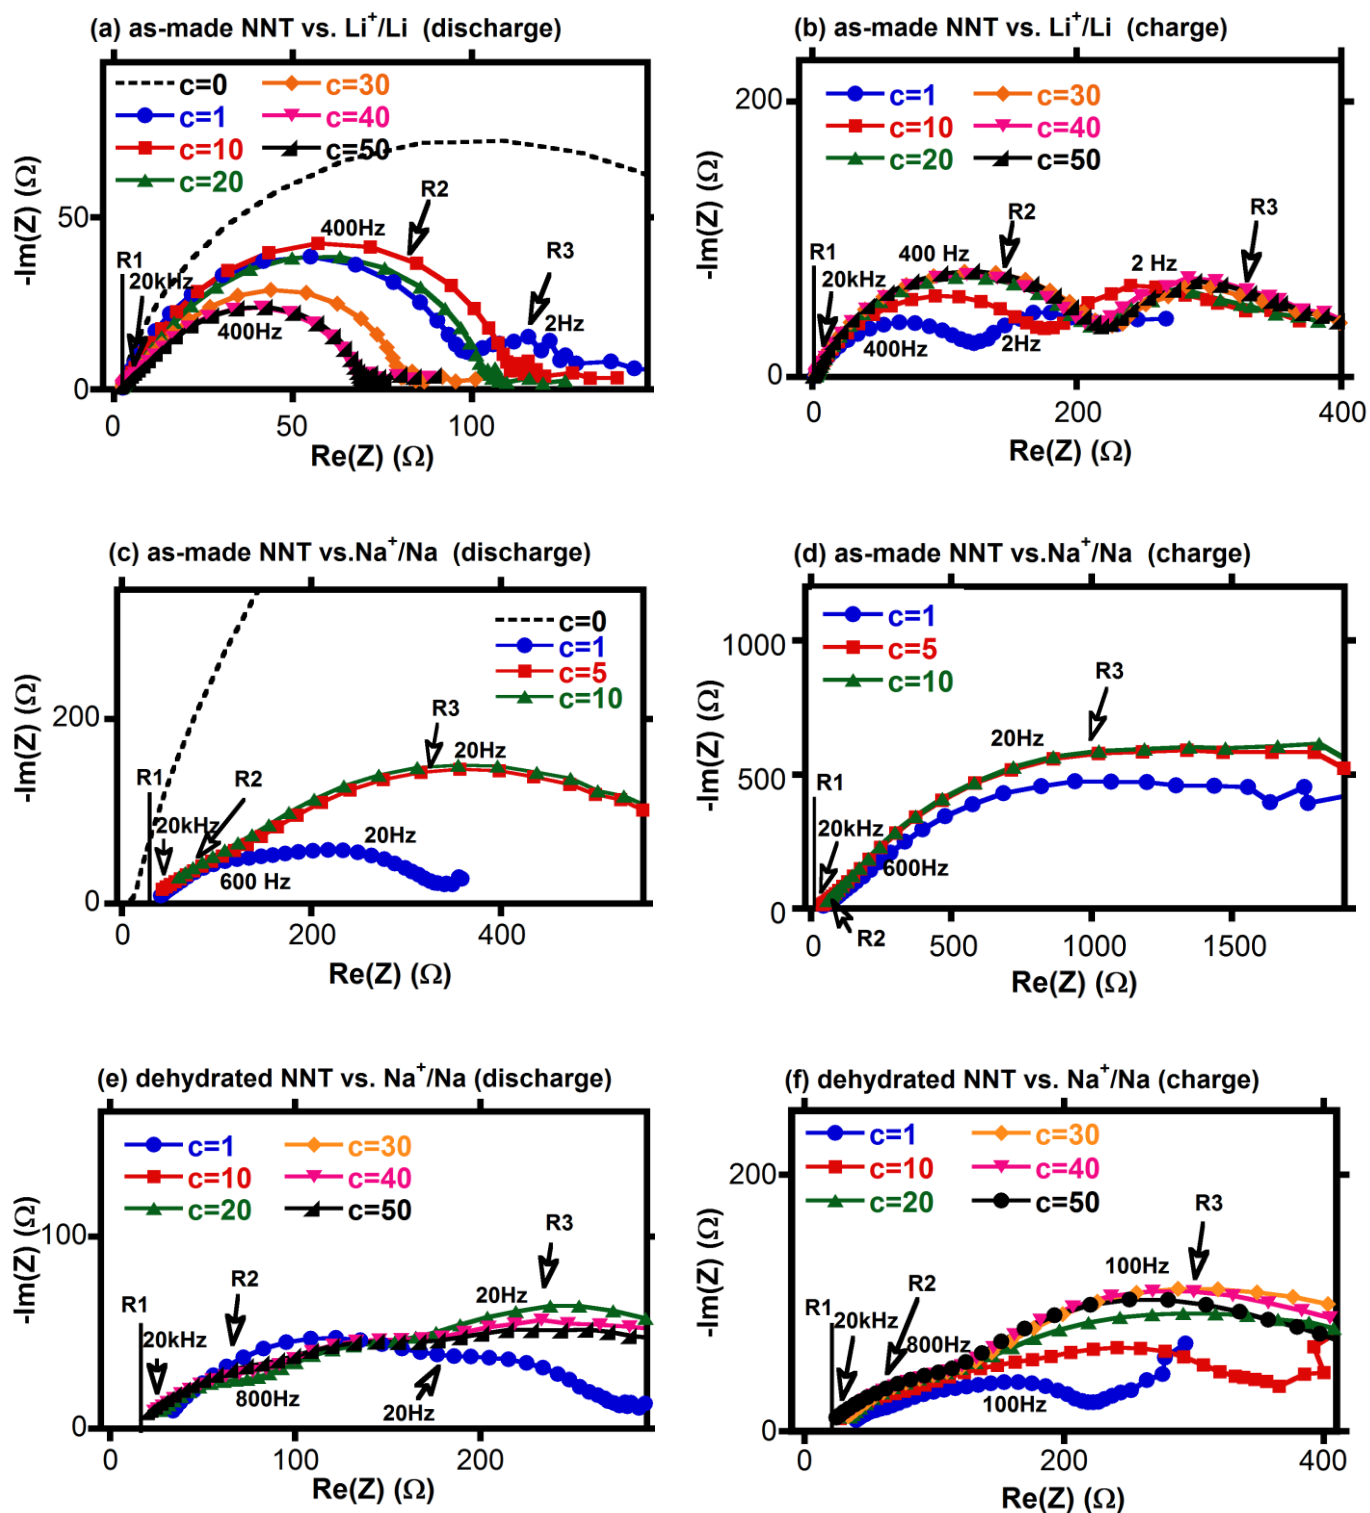 (a) as-made NNT vs. Li⁺/Li (discharge)
c=0
c=1
c=10
c=20
c=30
c=40
c=50
50
0
-Im(Z) (Ω)
R1
20kHz
400Hz
400Hz
R2
R3
2Hz
0
50
100
Re(Z) (Ω)
(b) as-made NNT vs. Li⁺/Li (charge)
c=1
c=10
c=20
c=30
c=40
c=50
200
0
-Im(Z) (Ω)
R1
20kHz
400 Hz
400Hz
R2
2 Hz
2Hz
R3
0
200
400
Re(Z) (Ω)
(c) as-made NNT vs.Na⁺/Na (discharge)
c=0
c=1
c=5
c=10
200
0
-Im(Z) (Ω)
R1
20kHz
R2
600 Hz
R3
20Hz
20Hz
0
200
400
Re(Z) (Ω)
(d) as-made NNT vs.Na⁺/Na (charge)
c=1
c=5
c=10
1000
500
0
-Im(Z) (Ω)
R1
20kHz
600Hz
R2
20Hz
R3
0
500
1000
1500
Re(Z) (Ω)
(e) dehydrated NNT vs. Na⁺/Na (discharge)
c=1
c=10
c=20
c=30
c=40
c=50
100
0
-Im(Z) (Ω)
R1
20kHz
R2
800Hz
20Hz
20Hz
R3
0
100
200
Re(Z) (Ω)
(f) dehydrated NNT vs. Na⁺/Na (charge)
c=1
c=10
c=20
c=30
c=40
c=50
200
0
-Im(Z) (Ω)
R1
20kHz
R2
800Hz
100Hz
100Hz
R3
0
200
400
Re(Z) (Ω)